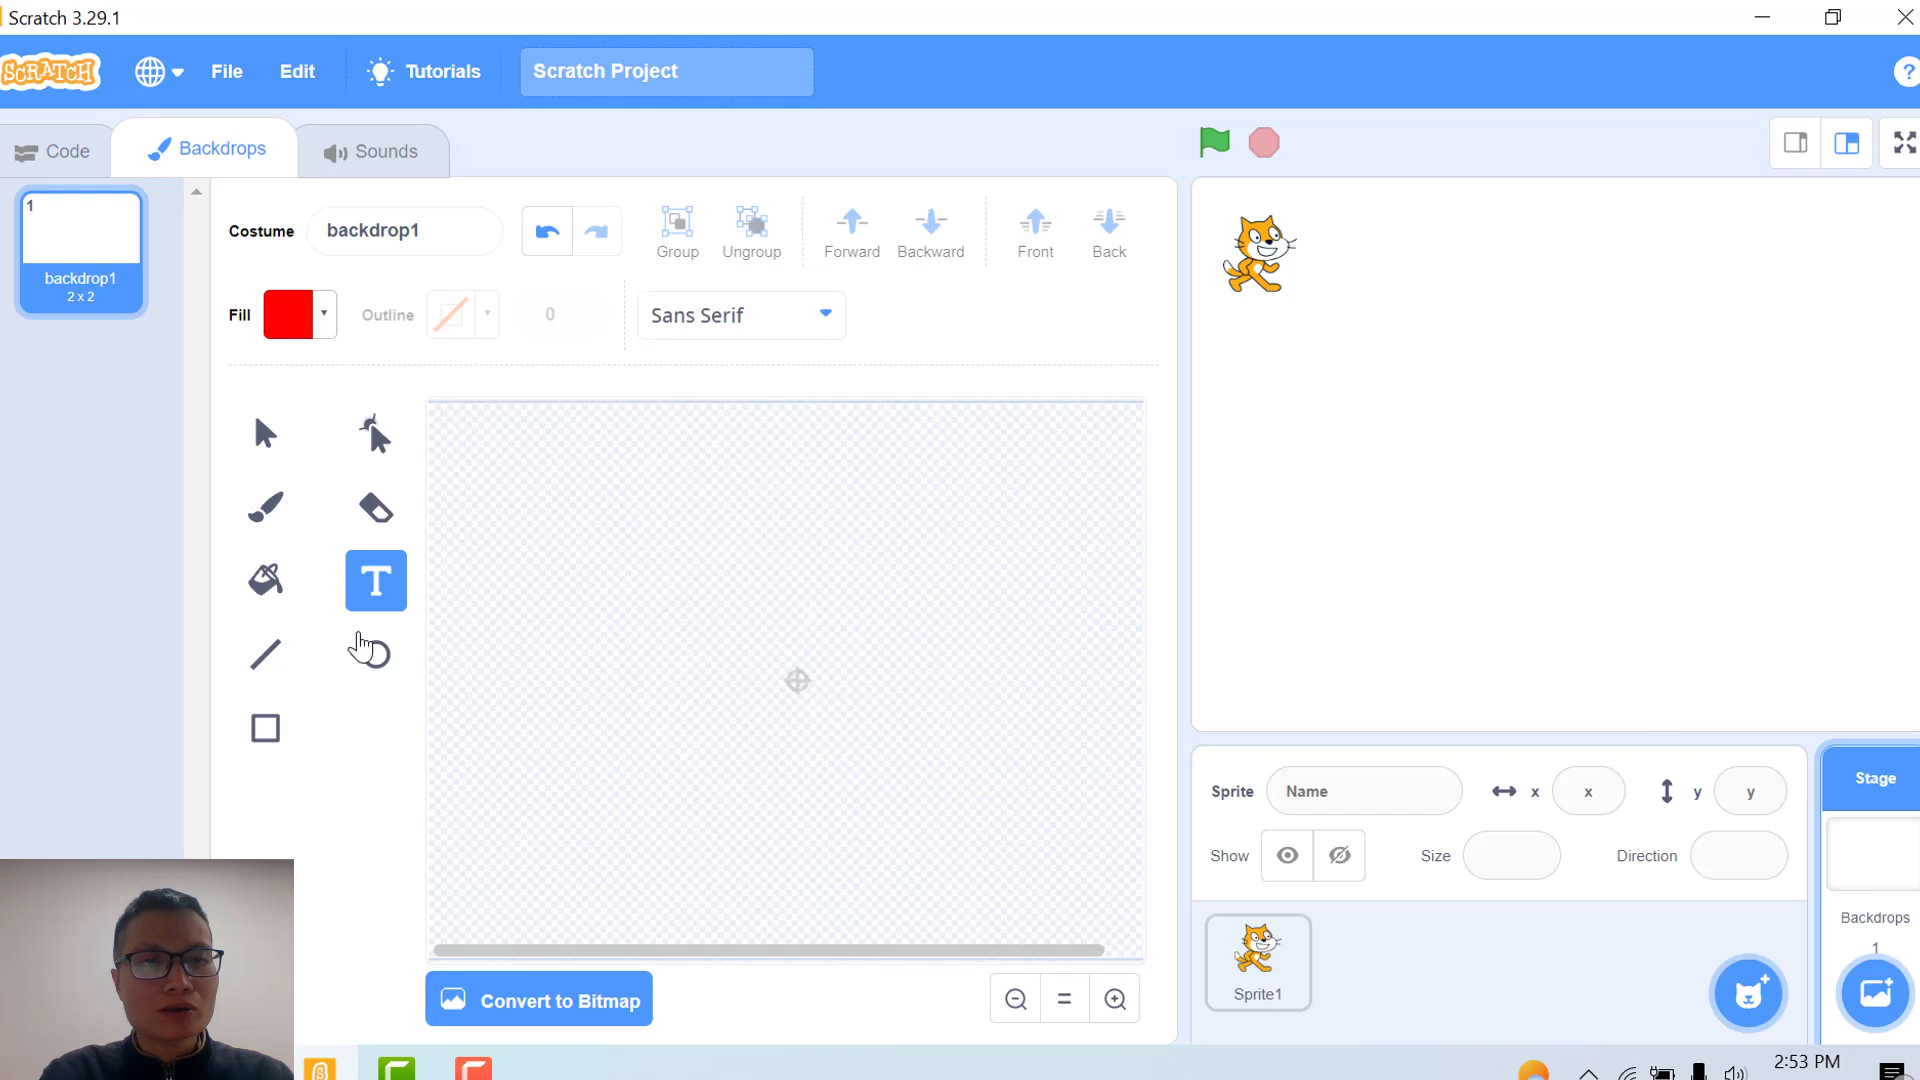 Scratch 3.29.1
SCRATCH
File
Edit
Tutorials
Scratch Project
?
Code
Backdrops
Sounds
1
backdrop1
2 x 2
Costume
backdrop1
Group
Ungroup
Forward
Backward
Front
Back
Fill
Outline
0
Sans Serif
T
Convert to Bitmap
Sprite
Name
x
x
y
y
Show
Size
Direction
Sprite1
Stage
Backdrops
1
2:53 PM